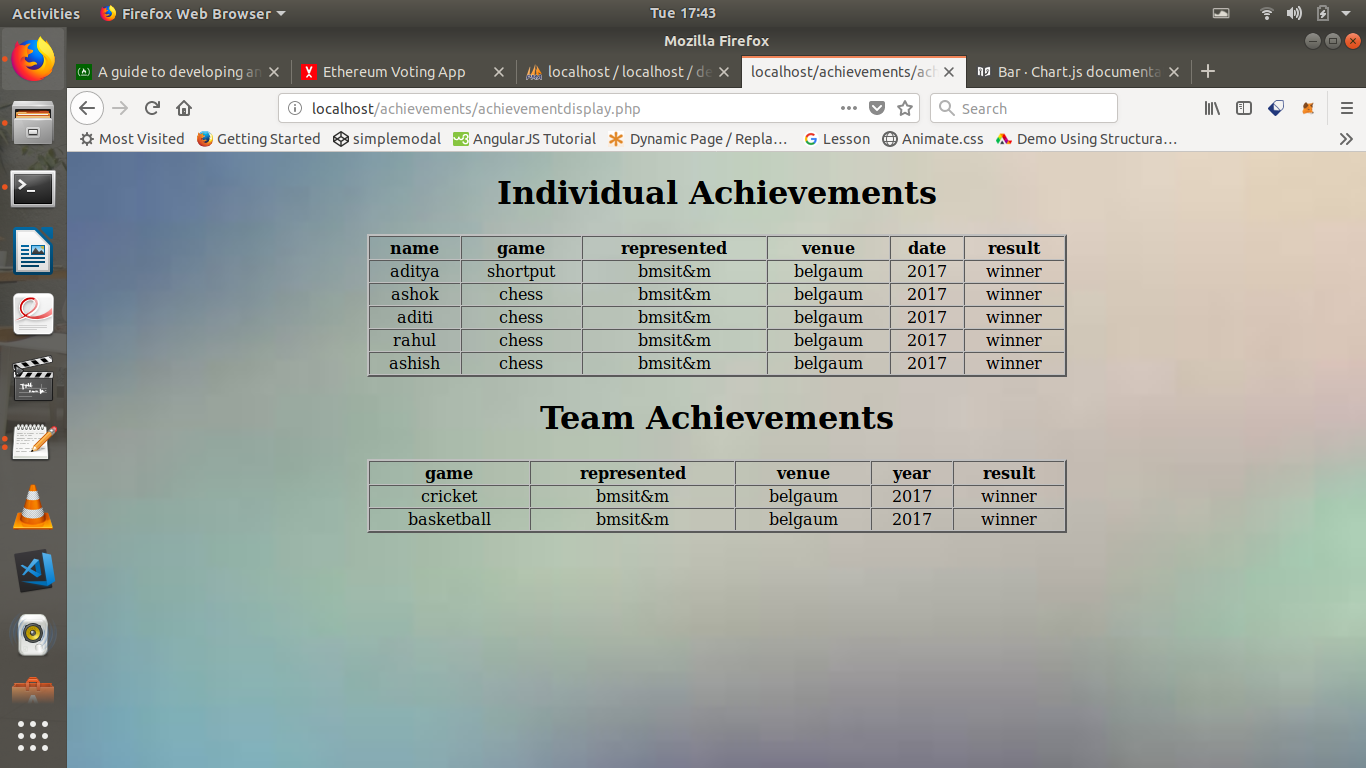 Activities Firefox Web Browser Tue 17:43
Mozilla Firefox
A guide to developing an Ethereum Voting App localhost / localhost / de localhost/achievements/ach Bar · Chart.js documenta
localhost/achievements/achievementdisplay.php Search
Most Visited Getting Started simplemodal AngularJS Tutorial Dynamic Page / Repla… Lesson Animate.css Demo Using Structura…
Individual Achievements
name game represented venue date result
aditya shortput bmsit&m belgaum 2017 winner
ashok chess bmsit&m belgaum 2017 winner
aditi chess bmsit&m belgaum 2017 winner
rahul chess bmsit&m belgaum 2017 winner
ashish chess bmsit&m belgaum 2017 winner
Team Achievements
game represented venue year result
cricket bmsit&m belgaum 2017 winner
basketball bmsit&m belgaum 2017 winner